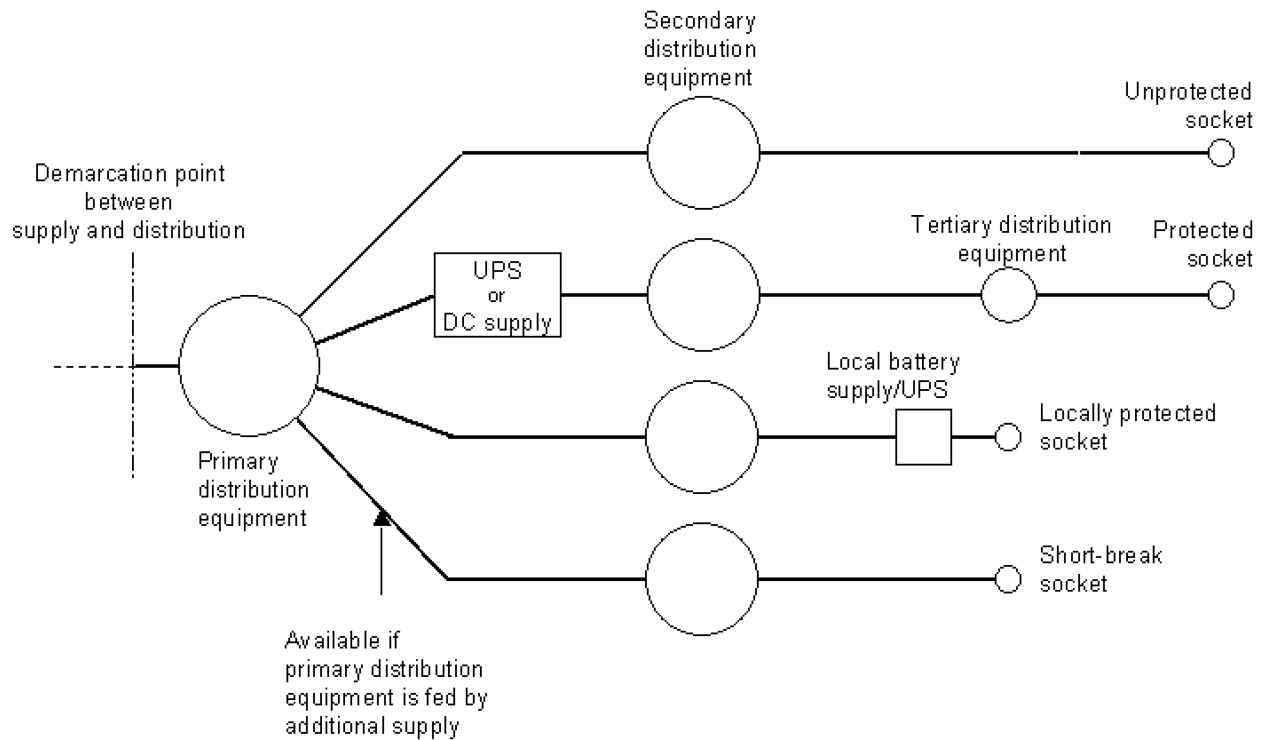 Secondary
distribution
equipment
Unprotected
socket
Demarcation point
between
supply and distribution
Tertiary distribution
equipment
Protected
socket
UPS
or
DC supply
Local battery
supply/UPS
Locally protected
socket
Primary
distribution
equipment
Short-break
socket
Available if
primary distribution
equipment is fed by
additional supply